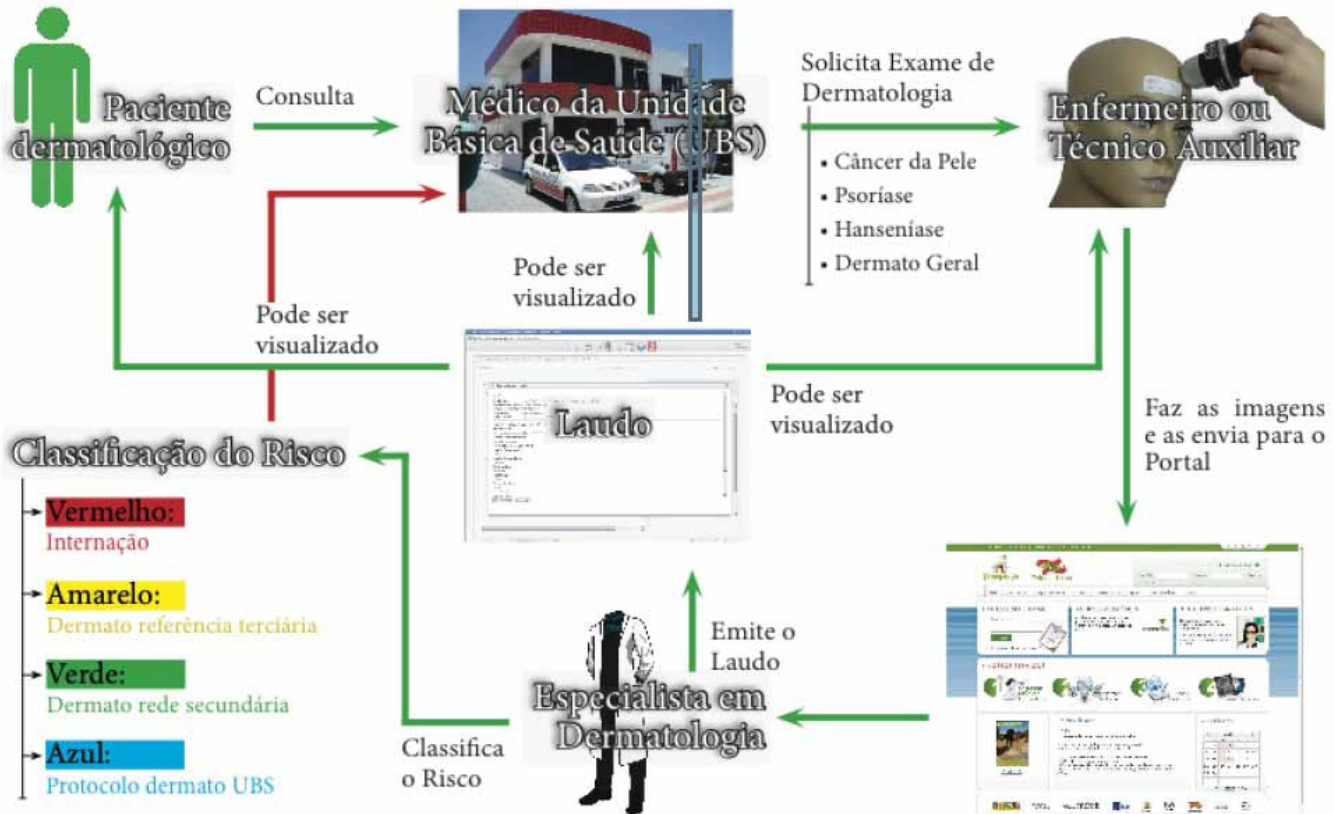 Paciente
dermatológico
Consulta
Médico da Unidade
Básica de Saúde (UBS)
Solicita Exame de
Dermatologia
• Câncer da Pele
• Psoríase
• Hanseníase
• Dermato Geral
Enfermeiro ou
Técnico Auxiliar
Pode ser
visualizado
Pode ser
visualizado
Laudo
Pode ser
visualizado
Faz as imagens
e as envia para o
Portal
Classificação do Risco
Vermelho:
Internação
Amarelo:
Dermato referência terciária
Verde:
Dermato rede secundária
Azul:
Protocolo dermato UBS
Classifica
o Risco
Emite o
Laudo
Especialista em
Dermatologia